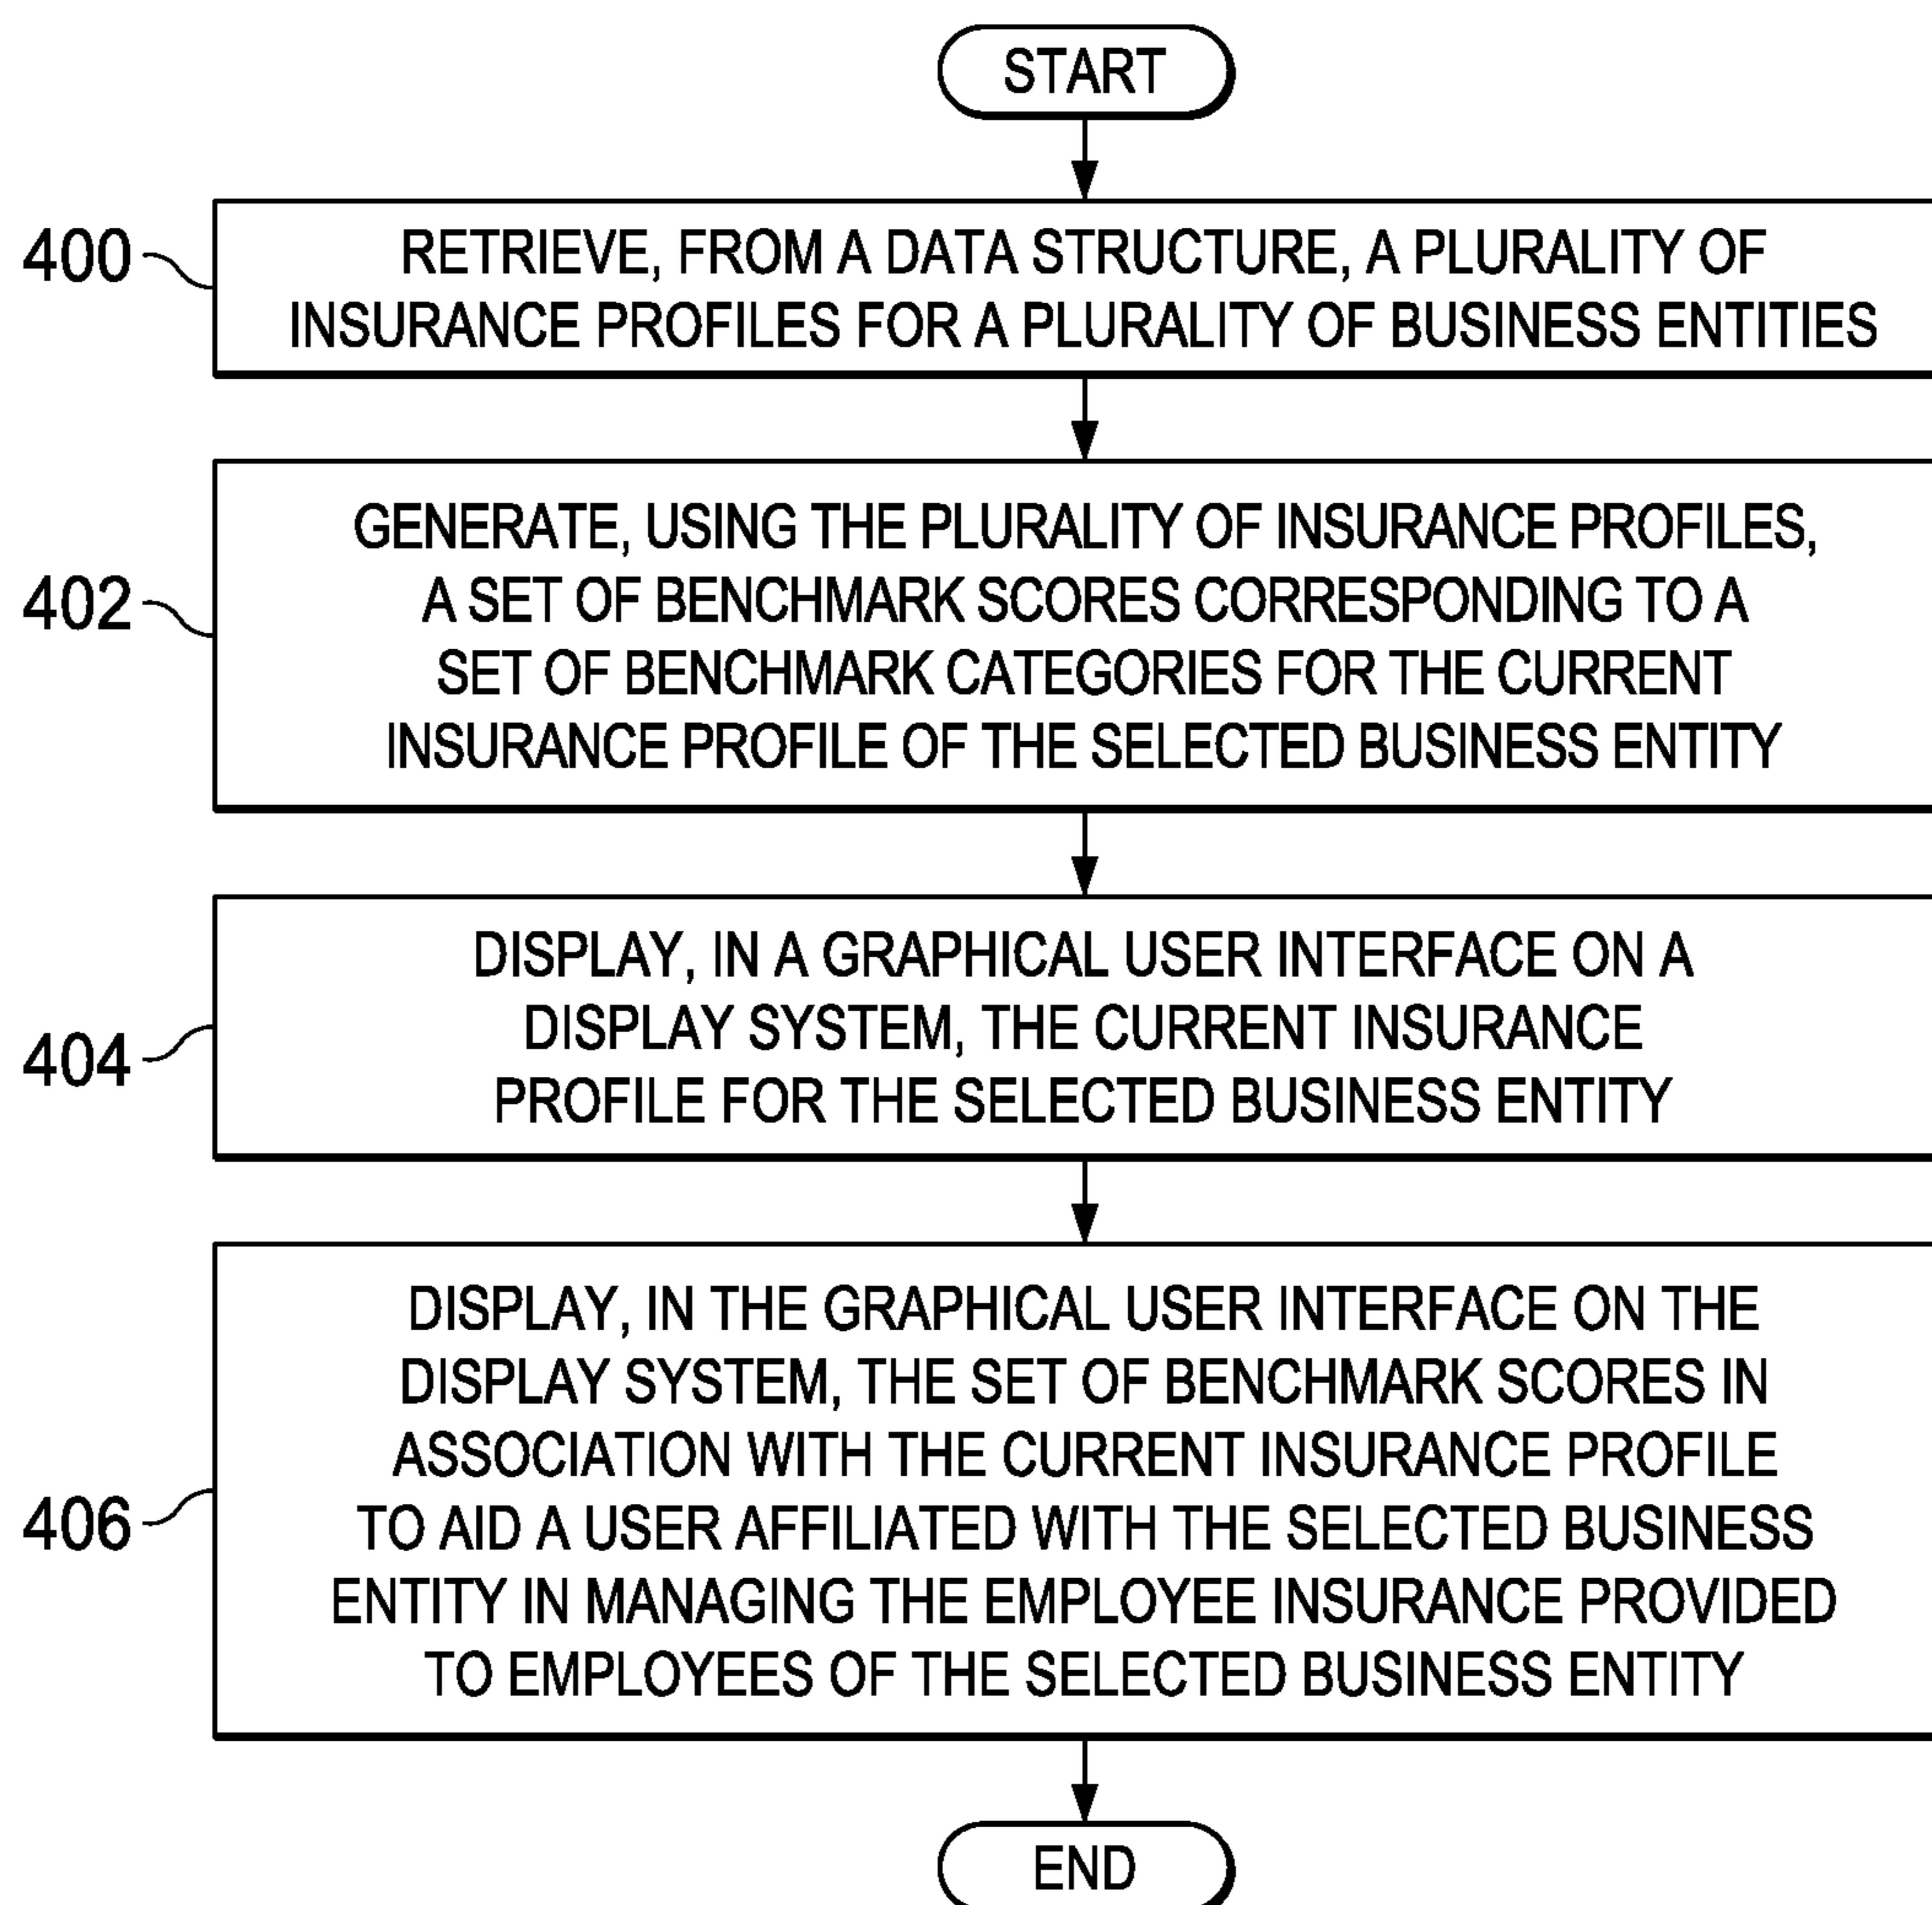 START
400
RETRIEVE, FROM A DATA STRUCTURE, A PLURALITY OF
INSURANCE PROFILES FOR A PLURALITY OF BUSINESS ENTITIES
402
GENERATE, USING THE PLURALITY OF INSURANCE PROFILES,
A SET OF BENCHMARK SCORES CORRESPONDING TO A
SET OF BENCHMARK CATEGORIES FOR THE CURRENT
INSURANCE PROFILE OF THE SELECTED BUSINESS ENTITY
404
DISPLAY, IN A GRAPHICAL USER INTERFACE ON A
DISPLAY SYSTEM, THE CURRENT INSURANCE
PROFILE FOR THE SELECTED BUSINESS ENTITY
406
DISPLAY, IN THE GRAPHICAL USER INTERFACE ON THE
DISPLAY SYSTEM, THE SET OF BENCHMARK SCORES IN
ASSOCIATION WITH THE CURRENT INSURANCE PROFILE
TO AID A USER AFFILIATED WITH THE SELECTED BUSINESS
ENTITY IN MANAGING THE EMPLOYEE INSURANCE PROVIDED
TO EMPLOYEES OF THE SELECTED BUSINESS ENTITY
END